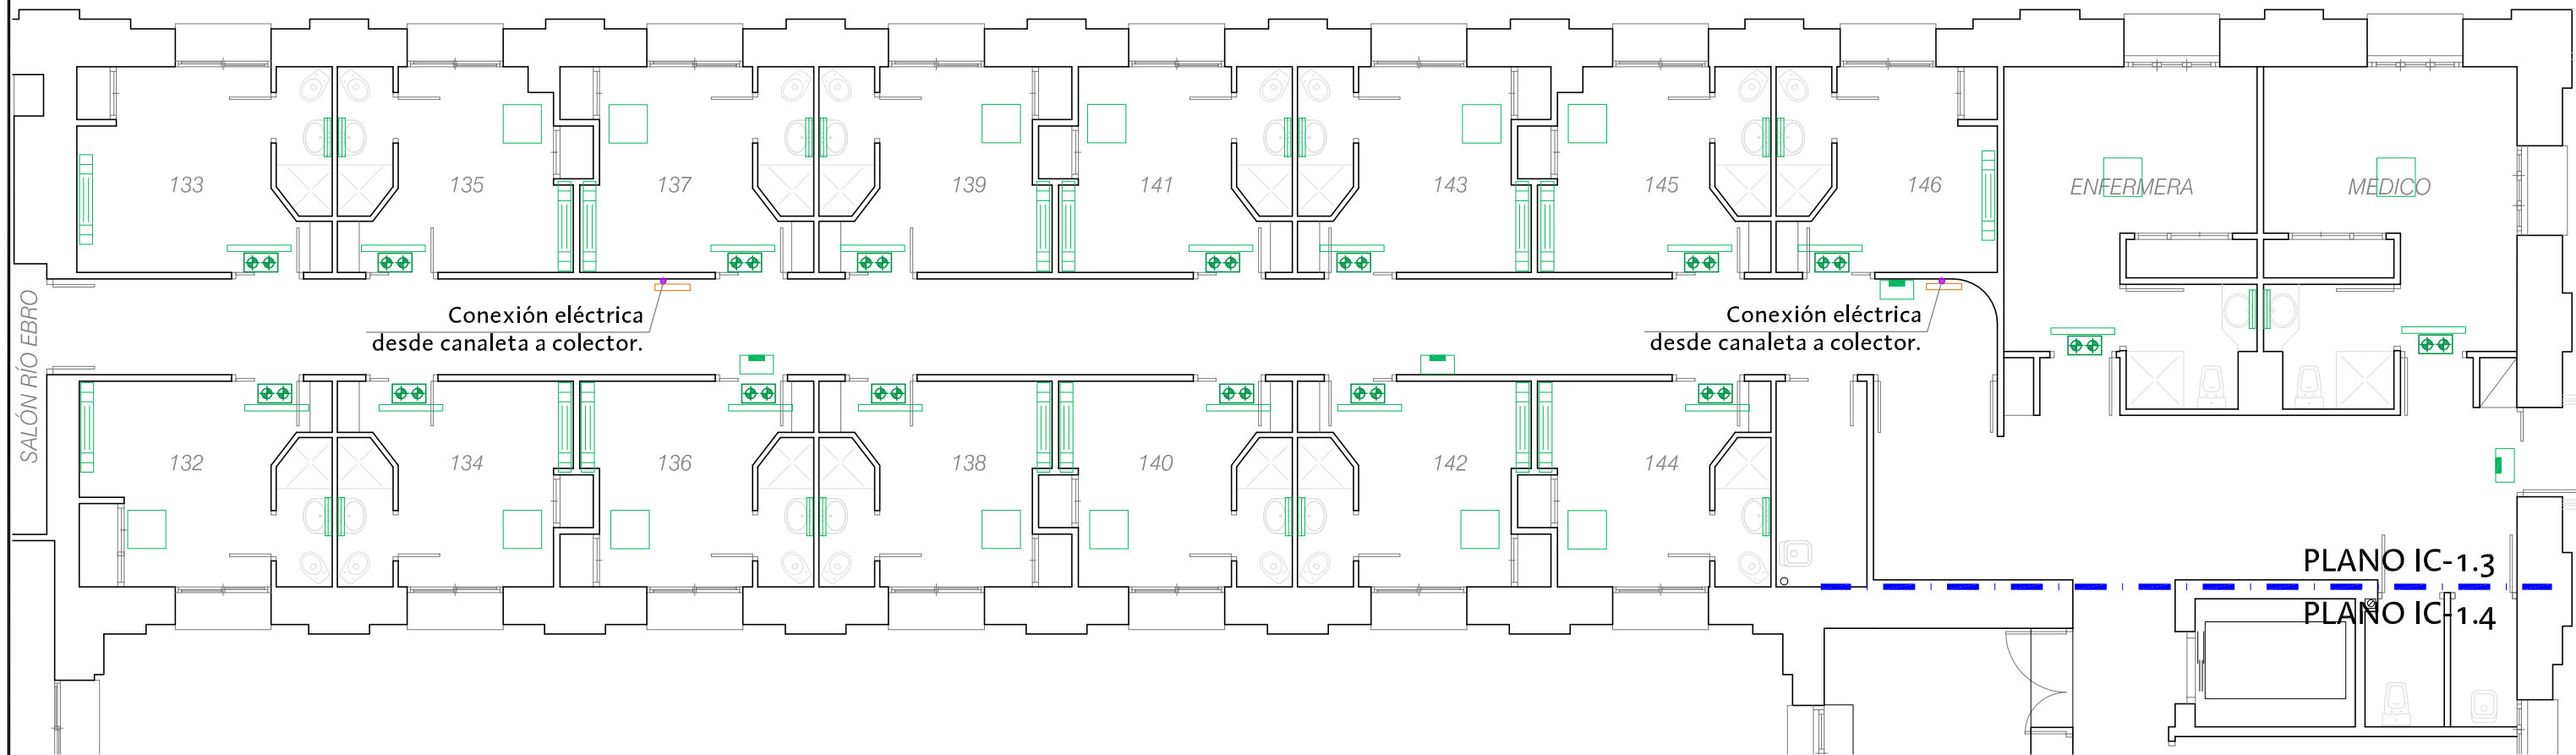 133
135
137
139
141
143
145
146
ENFERMERA
MEDICO
SALÓN RÍO EBRO
Conexión eléctrica
desde canaleta a colector.
Conexión eléctrica
desde canaleta a colector.
132
134
136
138
140
142
144
PLANO IC-1.3
PLANO IC-1.4